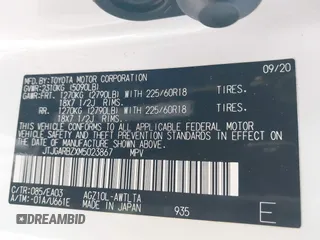 09/20
MFD. BY: TOYOTA MOTOR CORPORATION
GVWR: 2310KG (5090LB)
GAWR: FRT. 1270KG (2790LB) WITH 225/60R18 TIRES.
18X7 1/2J RIMS.
RR. 1270KG (2790LB) WITH 225/60R18 TIRES.
18X7 1/2J RIMS.
THIS VEHICLE CONFORMS TO ALL APPLICABLE FEDERAL MOTOR
VEHICLE SAFETY, BUMPER, AND THEFT PREVENTION STANDARDS IN
EFFECT ON THE DATE OF MANUFACTURE SHOWN ABOVE.
JTJGARBZXM5023867 MPV
C/TR: 085/EA03 AGZ10L-AWTLTA
A/TM: -01A/U661E MADE IN JAPAN 935 E
DEALERSHIP